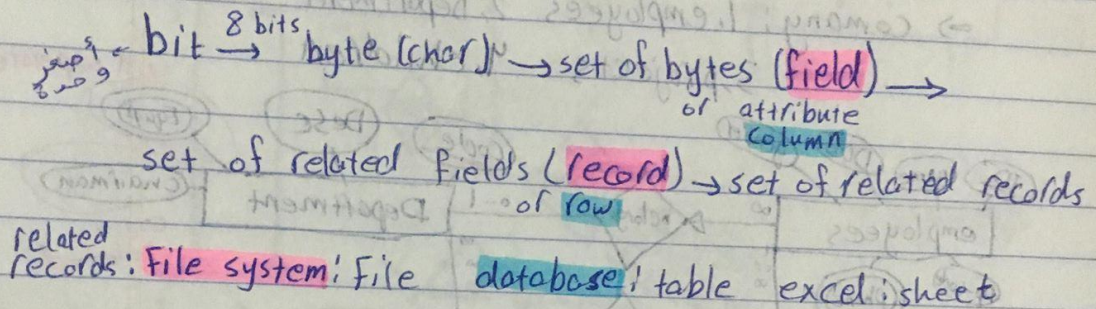 أصغر وحدة ← bit 8 bits → byte (char) → set of bytes (field) →
or attribute
column
set of related fields (record) → set of related records
or row
related
records: File system: File database: table excel: sheet